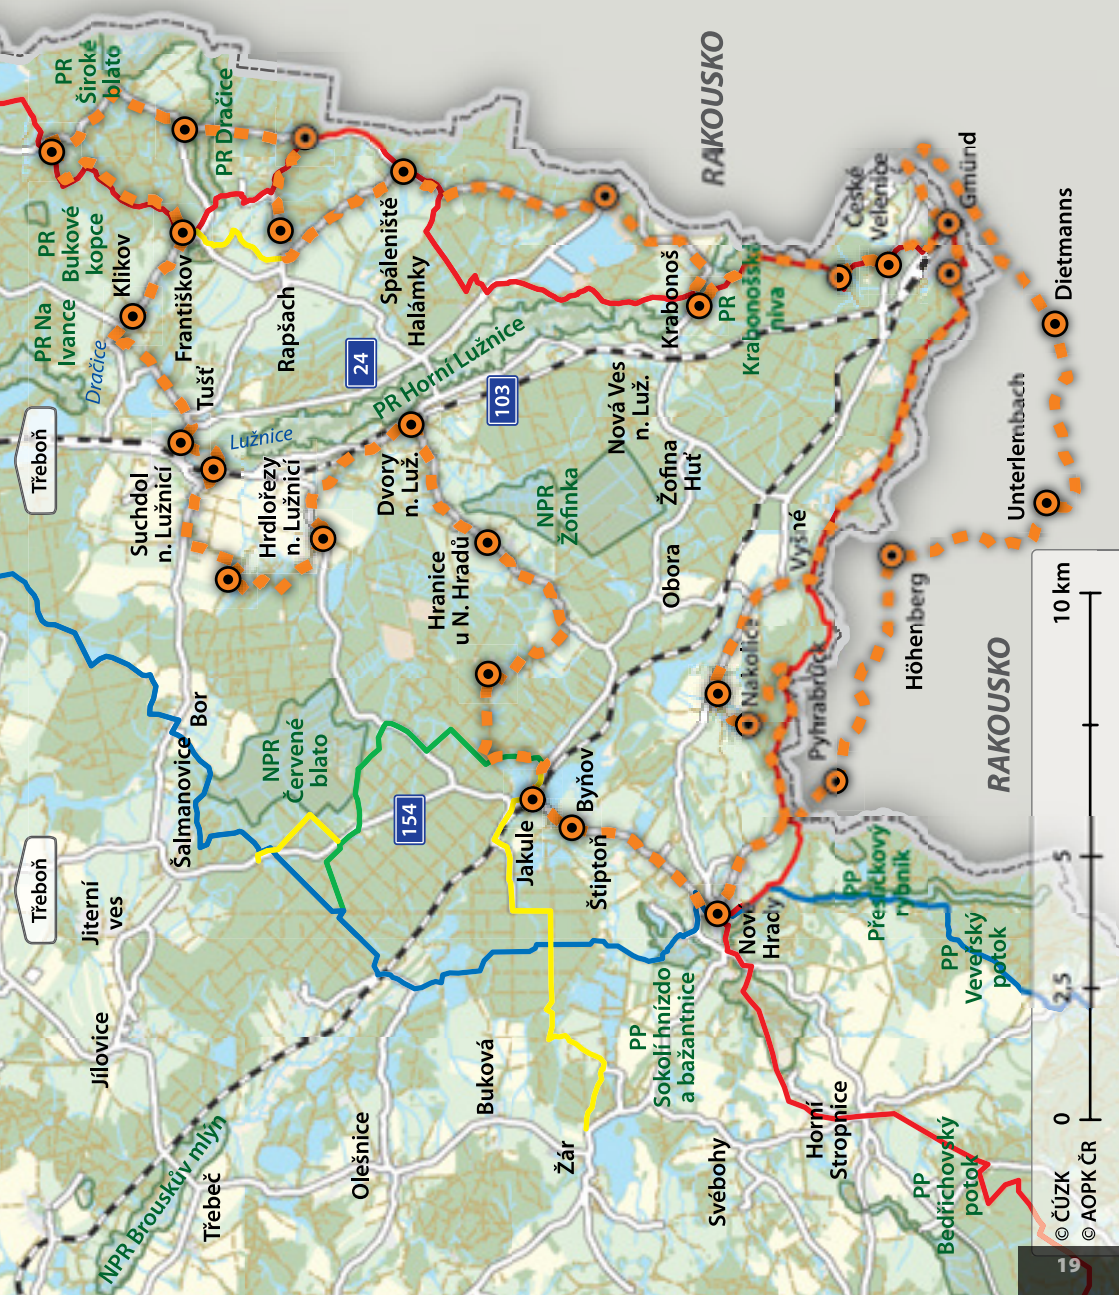 PR
Široké
blato
PR Dračice
PR
Bukové
kopce
Klikov
PR Na
Ivance
Dračice
Františkov
Rapšach
Spáleniště
Halámky
24
Tušť
Lužnice
PR Horní Lužnice
103
Třeboň
Suchdol
n. Lužnicí
Hrdlořezy
n. Lužnicí
Dvory
n. Luž.
Hranice
u N. Hradů
NPR
Žofinka
Nová Ves
n. Luž.
Žofina
Huť
Obora
Krabonoš
PR
Krabonošská
niva
RAKOUSKO
České
Velenice
Gmünd
Dietmanns
Unterlembach
Vyšné
Höhenberg
Nakolice
Pyhrabruck
RAKOUSKO
Bor
Šalmanovice
NPR
Červené
blato
154
Třeboň
Jiterní
ves
Jílovice
Jakule
Byňov
Štiptoň
Nové
Hrady
PP
Přesličkový
rybník
PP
Veveřský
potok
PP
Sokolí hnízdo
a bažantnice
Buková
Olešnice
Žár
Třebeč
NPR Brouskův mlýn
Svébohy
Horní
Stropnice
PP
Bedřichovský
potok
0
2,5
5
10 km
© ČÚZK
© AOPK ČR
19